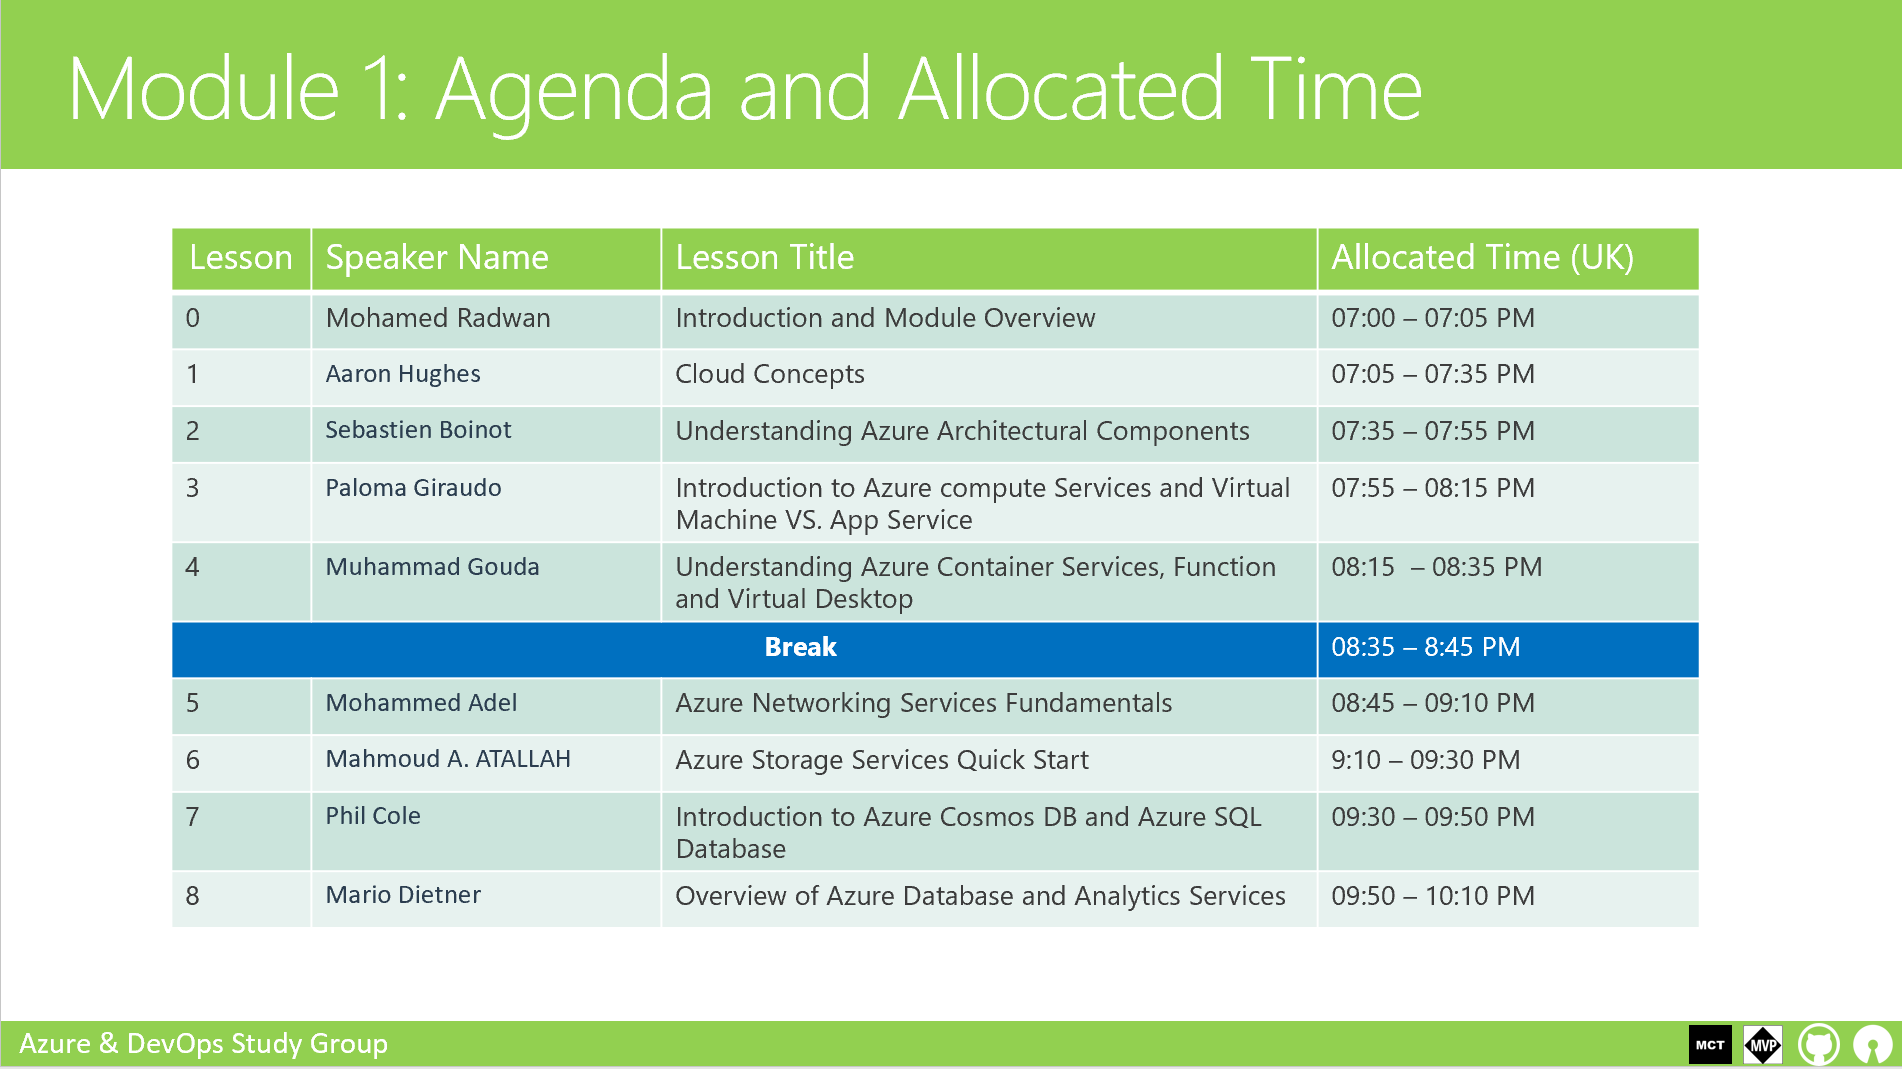 Module 1: Agenda and Allocated Time
Lesson Speaker Name Lesson Title Allocated Time (UK)
0 Mohamed Radwan Introduction and Module Overview 07:00 – 07:05 PM
1 Aaron Hughes Cloud Concepts 07:05 – 07:35 PM
2 Sebastien Boinot Understanding Azure Architectural Components 07:35 – 07:55 PM
3 Paloma Giraudo Introduction to Azure compute Services and Virtual 07:55 – 08:15 PM
Machine VS. App Service
4 Muhammad Gouda Understanding Azure Container Services, Function 08:15 – 08:35 PM
and Virtual Desktop
Break 08:35 – 8:45 PM
5 Mohammed Adel Azure Networking Services Fundamentals 08:45 – 09:10 PM
6 Mahmoud A. ATALLAH Azure Storage Services Quick Start 9:10 – 09:30 PM
7 Phil Cole Introduction to Azure Cosmos DB and Azure SQL 09:30 – 09:50 PM
Database
8 Mario Dietner Overview of Azure Database and Analytics Services 09:50 – 10:10 PM
Azure & DevOps Study Group MCT MVP